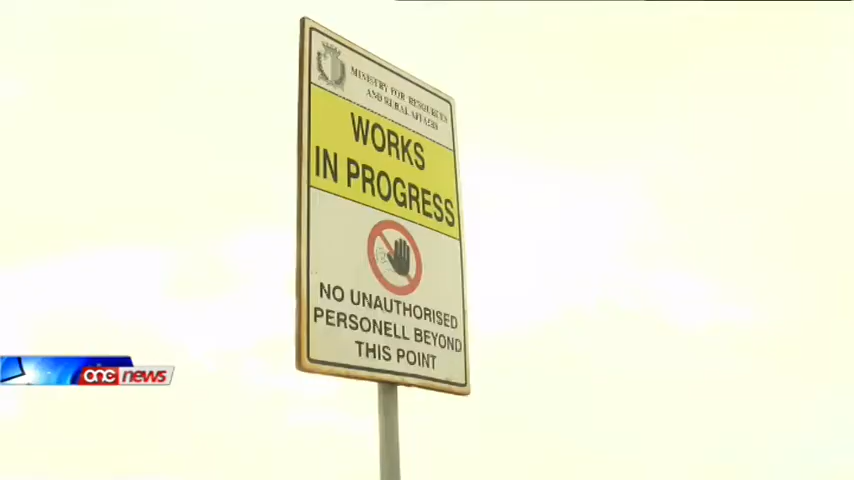 MINISTRY FOR RESOURCES
AND RURAL AFFAIRS
WORKS
IN PROGRESS
NO UNAUTHORISED
PERSONELL BEYOND
THIS POINT
one news